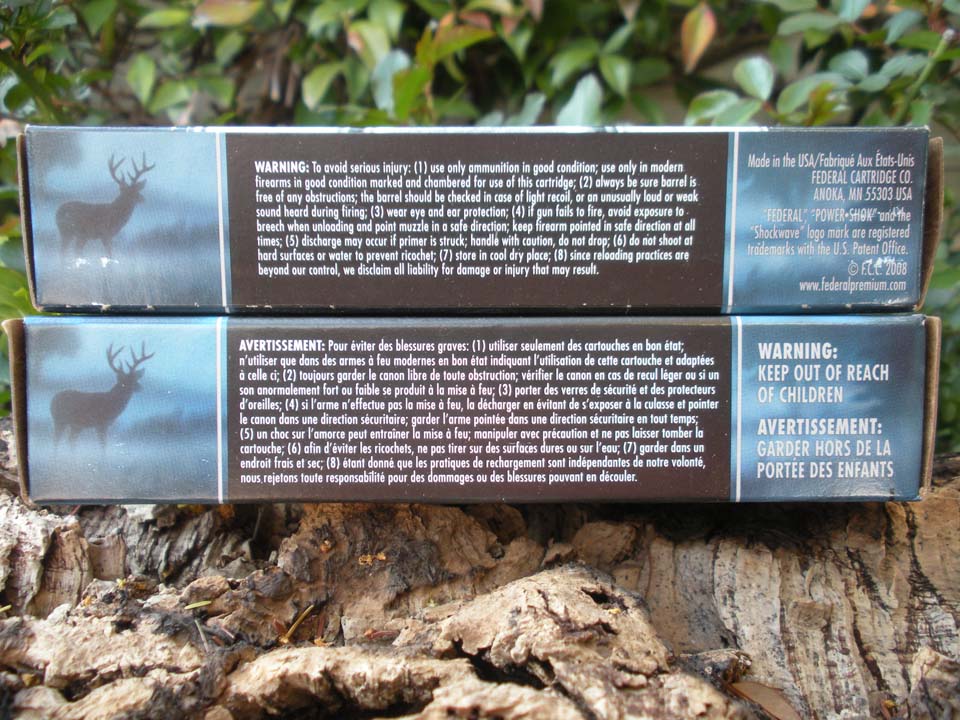 WARNING: To avoid serious injury: (1) use only ammunition in good condition; use only in modern
firearms in good condition marked and chambered for use of this cartridge; (2) always be sure barrel is
free of any obstructions; the barrel should be checked in case of light recoil, or an unusually loud or weak
sound heard during firing; (3) wear eye and ear protection; (4) if gun fails to fire, avoid exposure to
breech when unloading and point muzzle in a safe direction; keep firearm pointed in safe direction at all
times; (5) discharge may occur if primer is struck; handle with caution, do not drop; (6) do not shoot at
hard surfaces or water to prevent ricochet; (7) store in cool dry place; (8) since reloading practices are
beyond our control, we disclaim all liability for damage or injury that may result.
Made in the USA/Fabriqué Aux États-Unis
FEDERAL CARTRIDGE CO.
ANOKA, MN 55303 USA
"FEDERAL," "POWER•SHOK" and the
"Shockwave" logo mark are registered
trademarks with the U.S. Patent Office.
© F.C.C. 2008
www.federalpremium.com
AVERTISSEMENT: Pour éviter des blessures graves: (1) utiliser seulement des cartouches en bon état;
n'utiliser que dans des armes à feu modernes en bon état indiquant l'utilisation de cette cartouche et adaptées
à celle ci; (2) toujours garder le canon libre de toute obstruction; vérifier le canon en cas de recul léger ou si un
son anormalement fort ou faible se produit à la mise à feu; (3) porter des verres de sécurité et des protecteurs
d'oreilles; (4) si l'arme n'effectue pas la mise à feu, la décharger en évitant de s'exposer à la culasse et pointer
le canon dans une direction sécuritaire; garder l'arme pointée dans une direction sécuritaire en tout temps;
(5) un choc sur l'amorce peut entraîner la mise à feu; manipuler avec précaution et ne pas laisser tomber la
cartouche; (6) afin d'éviter les ricochets, ne pas tirer sur des surfaces dures ou sur l'eau; (7) garder dans un
endroit frais et sec; (8) étant donné que les pratiques de rechargement sont indépendantes de notre volonté,
nous rejetons toute responsabilité pour des dommages ou des blessures pouvant en découler.
WARNING:
KEEP OUT OF REACH
OF CHILDREN
AVERTISSEMENT:
GARDER HORS DE LA
PORTÉE DES ENFANTS